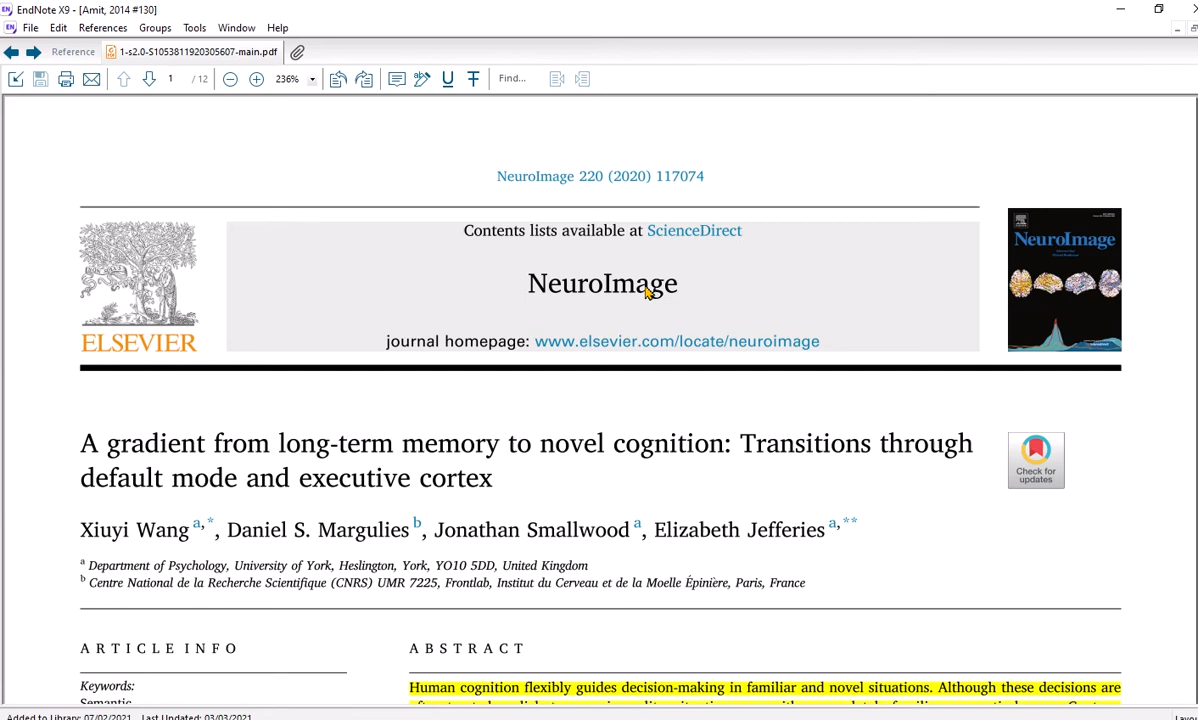 EndNote X9 - [Amit, 2014 #130]
File Edit References Groups Tools Window Help
Reference 1-s2.0-S1053811920305607-main.pdf
1 / 12 236% Find...
NeuroImage 220 (2020) 117074
Contents lists available at ScienceDirect
NeuroImage
journal homepage: www.elsevier.com/locate/neuroimage
ELSEVIER
NeuroImage
A gradient from long-term memory to novel cognition: Transitions through
default mode and executive cortex
Check for
updates
Xiuyi Wang a,*, Daniel S. Margulies b, Jonathan Smallwood a, Elizabeth Jefferies a,**
a Department of Psychology, University of York, Heslington, York, YO10 5DD, United Kingdom
b Centre National de la Recherche Scientifique (CNRS) UMR 7225, Frontlab, Institut du Cerveau et de la Moelle Épinière, Paris, France
ARTICLE INFO
ABSTRACT
Keywords:
Semantic
Human cognition flexibly guides decision-making in familiar and novel situations. Although these decisions are
Added to Library: 07/02/2021 Last Updated: 03/03/2021